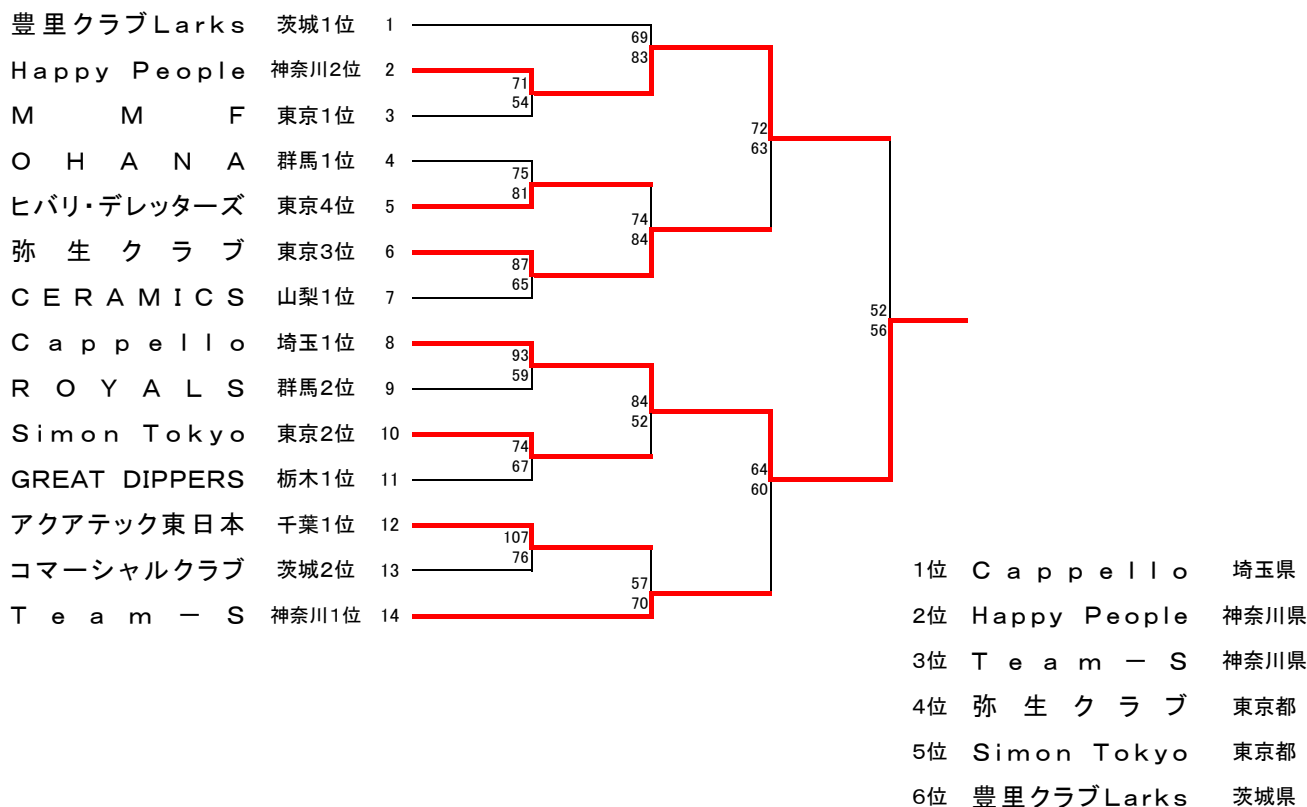 豊里クラブLarks 茨城1位 1
69
83
Happy People 神奈川2位 2
71
54
MMF 東京1位 3
72
63
OHANA 群馬1位 4
75
81
ヒバリ・デレッターズ 東京4位 5
74
84
弥生クラブ 東京3位 6
87
65
CERAMICS 山梨1位 7
52
56
Cappello 埼玉1位 8
93
59
ROYALS 群馬2位 9
84
52
Simon Tokyo 東京2位 10
74
67
GREAT DIPPERS 栃木1位 11
64
60
アクアテック東日本 千葉1位 12
107
76
コマーシャルクラブ 茨城2位 13
57
70
Team-S 神奈川1位 14
1位 Cappello 埼玉県
2位 Happy People 神奈川県
3位 Team-S 神奈川県
4位 弥生クラブ 東京都
5位 Simon Tokyo 東京都
6位 豊里クラブLarks 茨城県